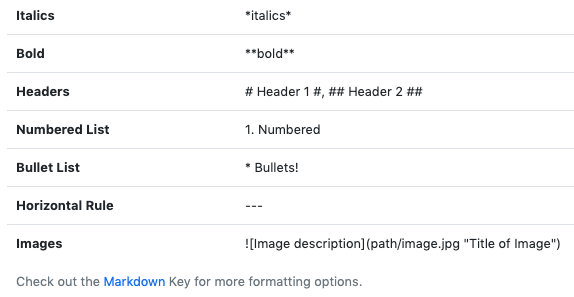 Italics *italics*
Bold **bold**
Headers # Header 1 #, ## Header 2 ##
Numbered List 1. Numbered
Bullet List * Bullets!
Horizontal Rule ---
Images ![Image description](path/image.jpg "Title of Image")
Check out the Markdown Key for more formatting options.